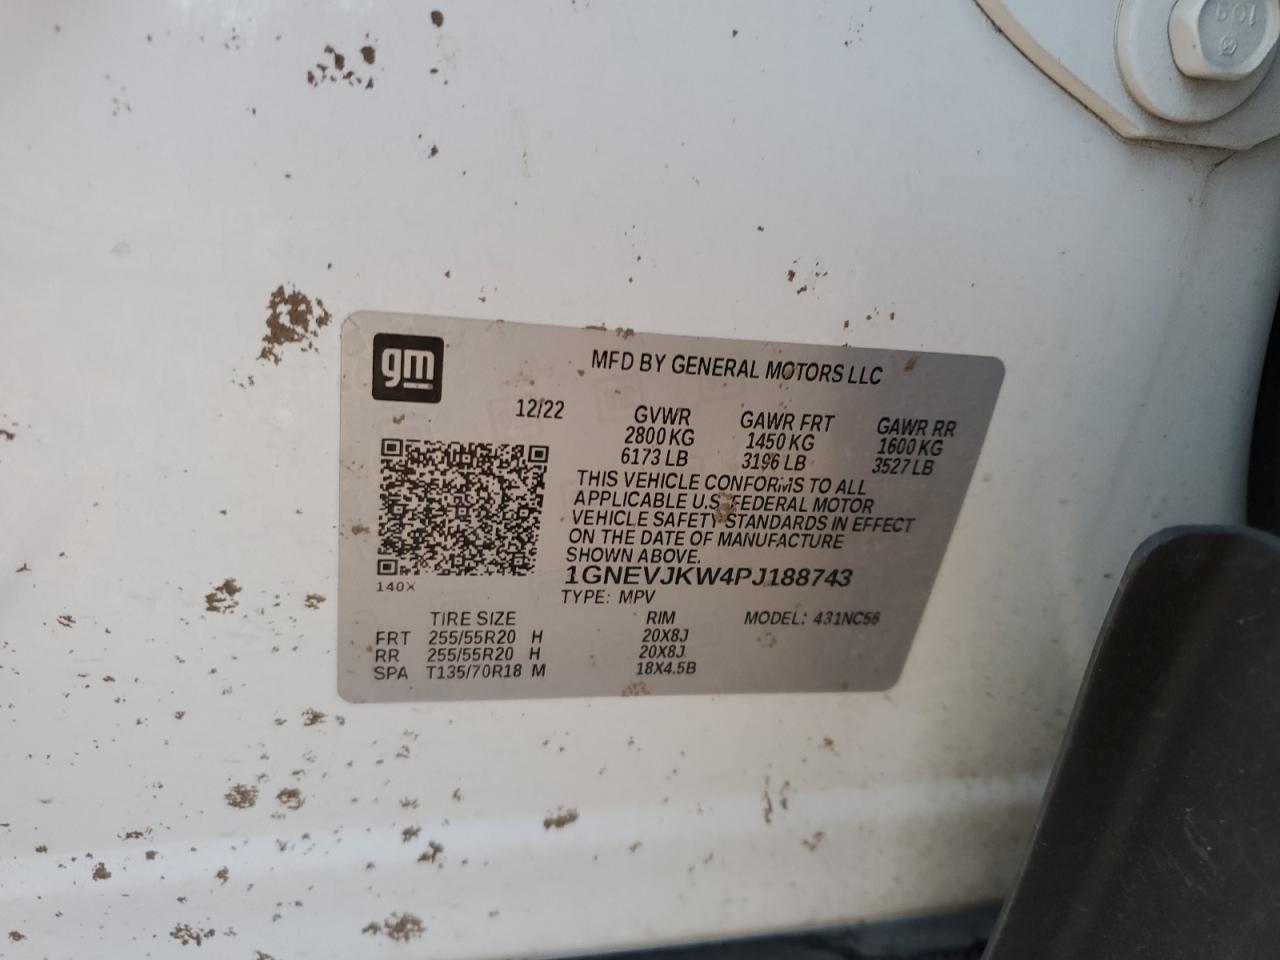 gm
MFD BY GENERAL MOTORS LLC
12/22 GVWR GAWR FRT GAWR RR
2800 KG 1450 KG 1600 KG
6173 LB 3196 LB 3527 LB
THIS VEHICLE CONFORMS TO ALL
APPLICABLE U.S. FEDERAL MOTOR
VEHICLE SAFETY STANDARDS IN EFFECT
ON THE DATE OF MANUFACTURE
SHOWN ABOVE.
1GNEVJKW4PJ188743
140X
TYPE: MPV
TIRE SIZE RIM MODEL: 431NC56
FRT 255/55R20 H 20X8J
RR 255/55R20 H 20X8J
SPA T135/70R18 M 18X4.5B